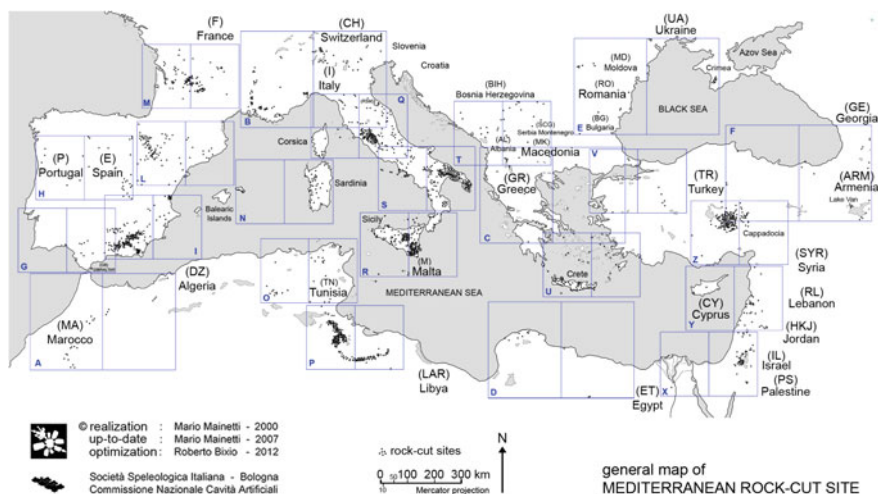 (F)
France
(CH)
Switzerland
Slovenia
Croatia
(I)
Italy
(UA)
Ukraine
Azov Sea
(MD)
Moldova
Crimea
(RO)
Romania
(BIH)
Bosnia Herzegovina
BLACK SEA
(BG)
Bulgaria
(SCG)
Serbia Montenegro
(AL)
Albania
(MK)
Macedonia
(GE)
Georgia
M
B
Q
E
F
Corsica
(P)
Portugal
(E)
Spain
H
L
T
V
(GR)
Greece
(TR)
Turkey
(ARM)
Armenia
Lake Van
Sardinia
Balearic
Islands
N
S
C
Cappadocia
Z
Sicily
G
I
(DZ)
Algeria
(M)
Malta
R
Crete
U
(SYR)
Syria
(TN)
Tunisia
O
MEDITERRANEAN SEA
(CY)
Cyprus
Y
(RL)
Lebanon
(MA)
Marocco
A
(HKJ)
Jordan
P
(LAR)
Libya
D
(ET)
Egypt
X
(IL)
Israel
(PS)
Palestine
© realization : Mario Mainetti - 2000
up-to-date : Mario Mainetti - 2007
optimization: Roberto Bixio - 2012
Società Speleologica Italiana - Bologna
Commissione Nazionale Cavità Artificiali
rock-cut sites
N
0 50 100 200 300 km
10
Mercator projection
general map of
MEDITERRANEAN ROCK-CUT SITE